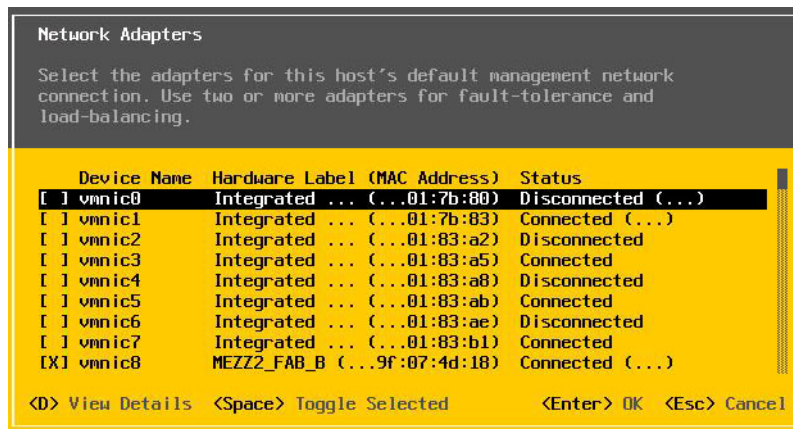 Network Adapters
Select the adapters for this host's default management network
connection. Use two or more adapters for fault-tolerance and
load-balancing.
Device Name Hardware Label (MAC Address) Status
[ ] vmnic0 Integrated ... (...01:7b:80) Disconnected (...)
[ ] vmnic1 Integrated ... (...01:7b:83) Connected (...)
[ ] vmnic2 Integrated ... (...01:83:a2) Disconnected
[ ] vmnic3 Integrated ... (...01:83:a5) Connected
[ ] vmnic4 Integrated ... (...01:83:a8) Disconnected
[ ] vmnic5 Integrated ... (...01:83:ab) Connected
[ ] vmnic6 Integrated ... (...01:83:ae) Disconnected
[ ] vmnic7 Integrated ... (...01:83:b1) Connected
[X] vmnic8 MEZZ2_FAB_B (...9f:07:4d:18) Connected (...)
<D> View Details <Space> Toggle Selected <Enter> OK <Esc> Cancel